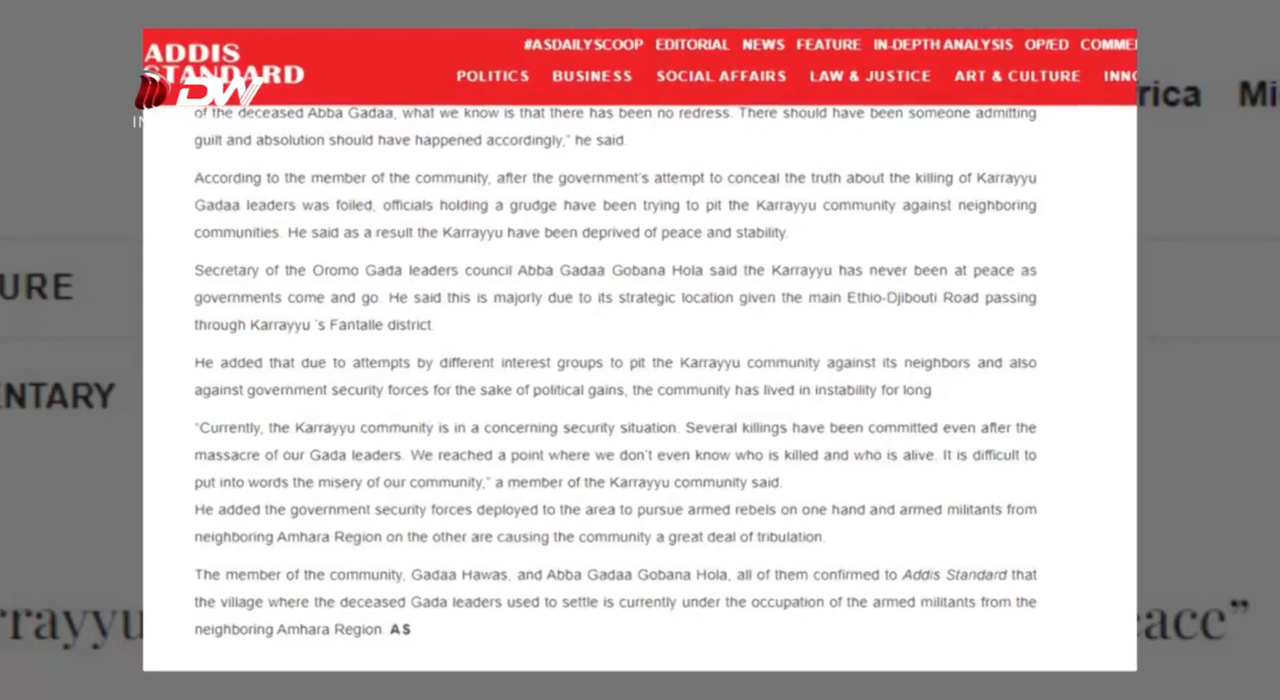 ADDIS
STANDARD
DW
#ASDAILYSCOOP EDITORIAL NEWS FEATURE IN-DEPTH ANALYSIS OP/ED COMME
POLITICS BUSINESS SOCIAL AFFAIRS LAW & JUSTICE ART & CULTURE INNO
rica Mi
URE
ENTARY
rrayyu
eace”
of the deceased Abba Gadaa, what we know is that there has been no redress. There should have been someone admitting
guilt and absolution should have happened accordingly,” he said.
According to the member of the community, after the government’s attempt to conceal the truth about the killing of Karrayyu
Gadaa leaders was foiled, officials holding a grudge have been trying to pit the Karrayyu community against neighboring
communities. He said as a result the Karrayyu have been deprived of peace and stability.
Secretary of the Oromo Gada leaders council Abba Gadaa Gobana Hola said the Karrayyu has never been at peace as
governments come and go. He said this is majorly due to its strategic location given the main Ethio-Djibouti Road passing
through Karrayyu ‘s Fantalle district.
He added that due to attempts by different interest groups to pit the Karrayyu community against its neighbors and also
against government security forces for the sake of political gains, the community has lived in instability for long
“Currently, the Karrayyu community is in a concerning security situation. Several killings have been committed even after the
massacre of our Gada leaders. We reached a point where we don’t even know who is killed and who is alive. It is difficult to
put into words the misery of our community,” a member of the Karrayyu community said.
He added the government security forces deployed to the area to pursue armed rebels on one hand and armed militants from
neighboring Amhara Region on the other are causing the community a great deal of tribulation.
The member of the community, Gadaa Hawas, and Abba Gadaa Gobana Hola, all of them confirmed to Addis Standard that
the village where the deceased Gada leaders used to settle is currently under the occupation of the armed militants from the
neighboring Amhara Region. AS